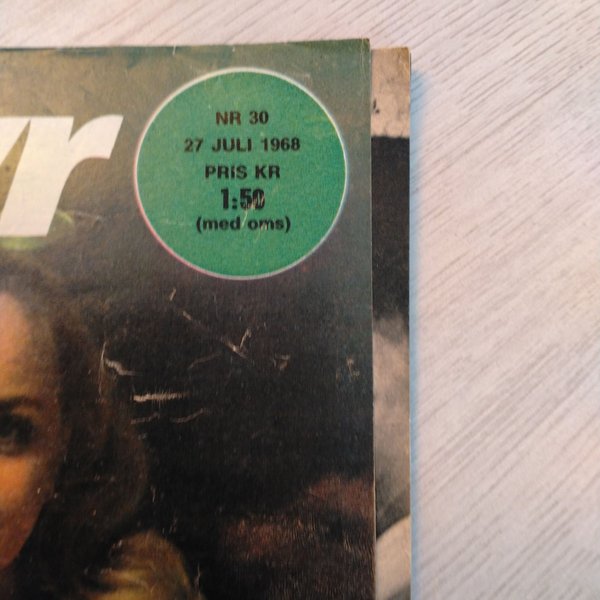 NR 30
27 JULI 1968
PRIS KR
1:50
(med oms)